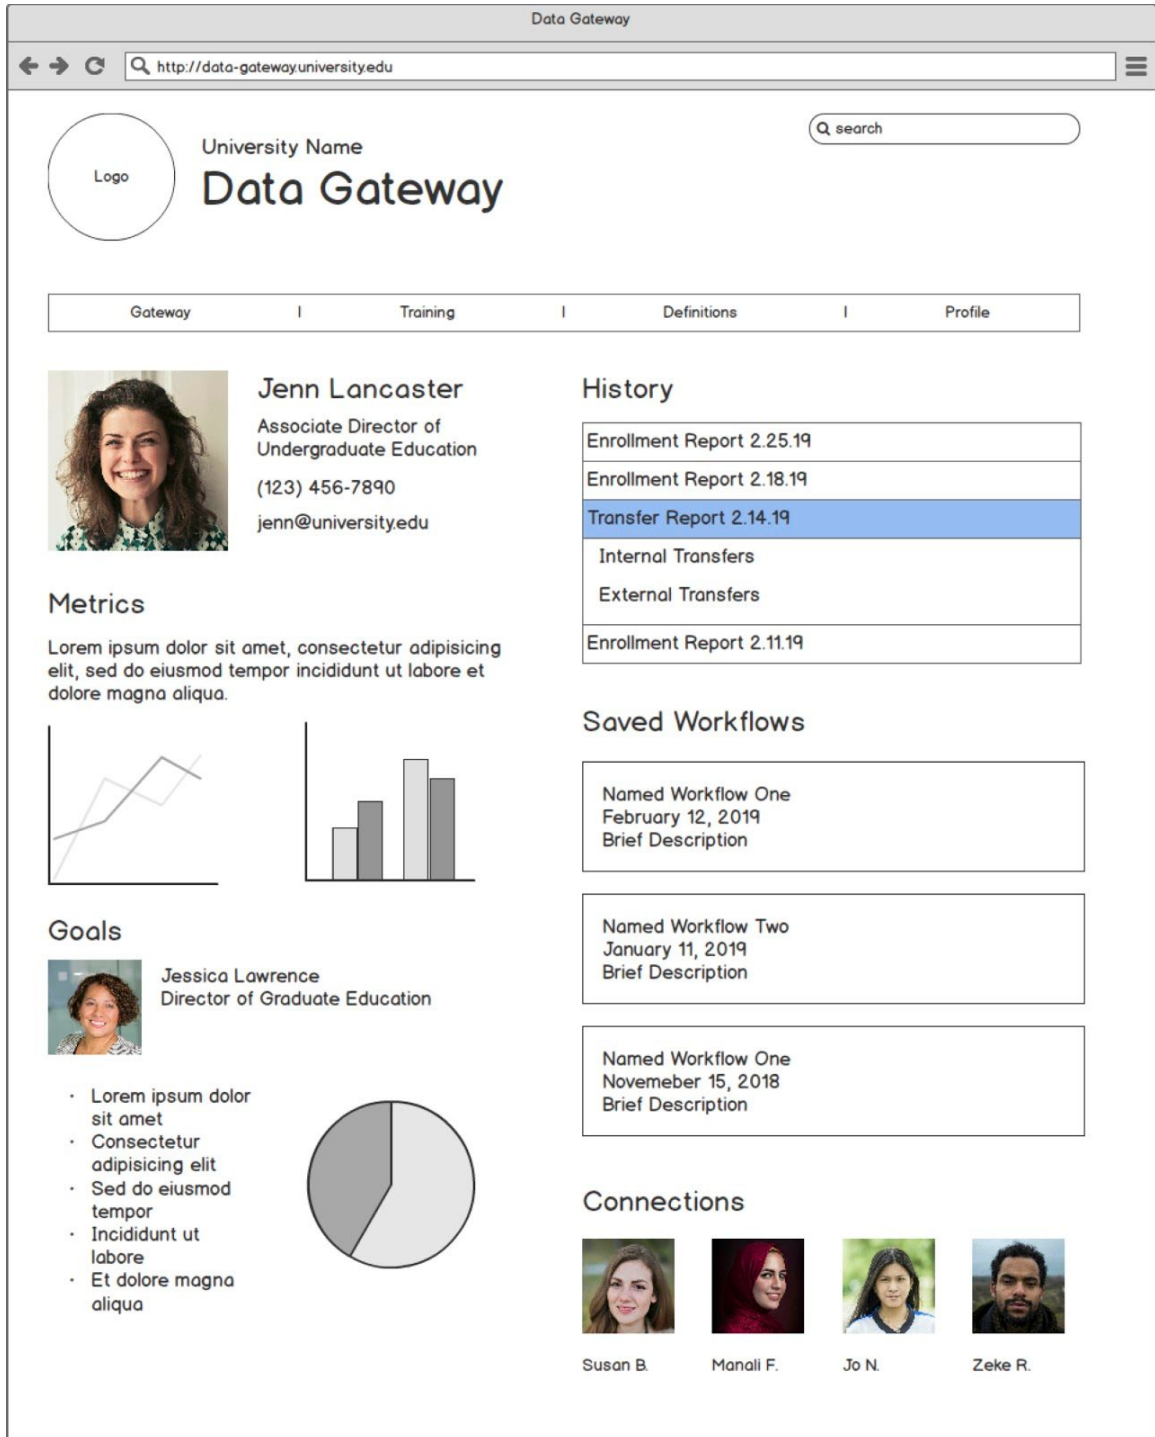 Data Gateway
http://data-gateway.university.edu
Logo
University Name
Data Gateway
search
Gateway | Training | Definitions | Profile
Jenn Lancaster
Associate Director of
Undergraduate Education
(123) 456-7890
jenn@university.edu
Metrics
Lorem ipsum dolor sit amet, consectetur adipisicing
elit, sed do eiusmod tempor incididunt ut labore et
dolore magna aliqua.
Goals
Jessica Lawrence
Director of Graduate Education
· Lorem ipsum dolor
sit amet
· Consectetur
adipisicing elit
· Sed do eiusmod
tempor
· Incididunt ut
labore
· Et dolore magna
aliqua
History
Enrollment Report 2.25.19
Enrollment Report 2.18.19
Transfer Report 2.14.19
Internal Transfers
External Transfers
Enrollment Report 2.11.19
Saved Workflows
Named Workflow One
February 12, 2019
Brief Description
Named Workflow Two
January 11, 2019
Brief Description
Named Workflow One
Novemeber 15, 2018
Brief Description
Connections
Susan B.
Manali F.
Jo N.
Zeke R.